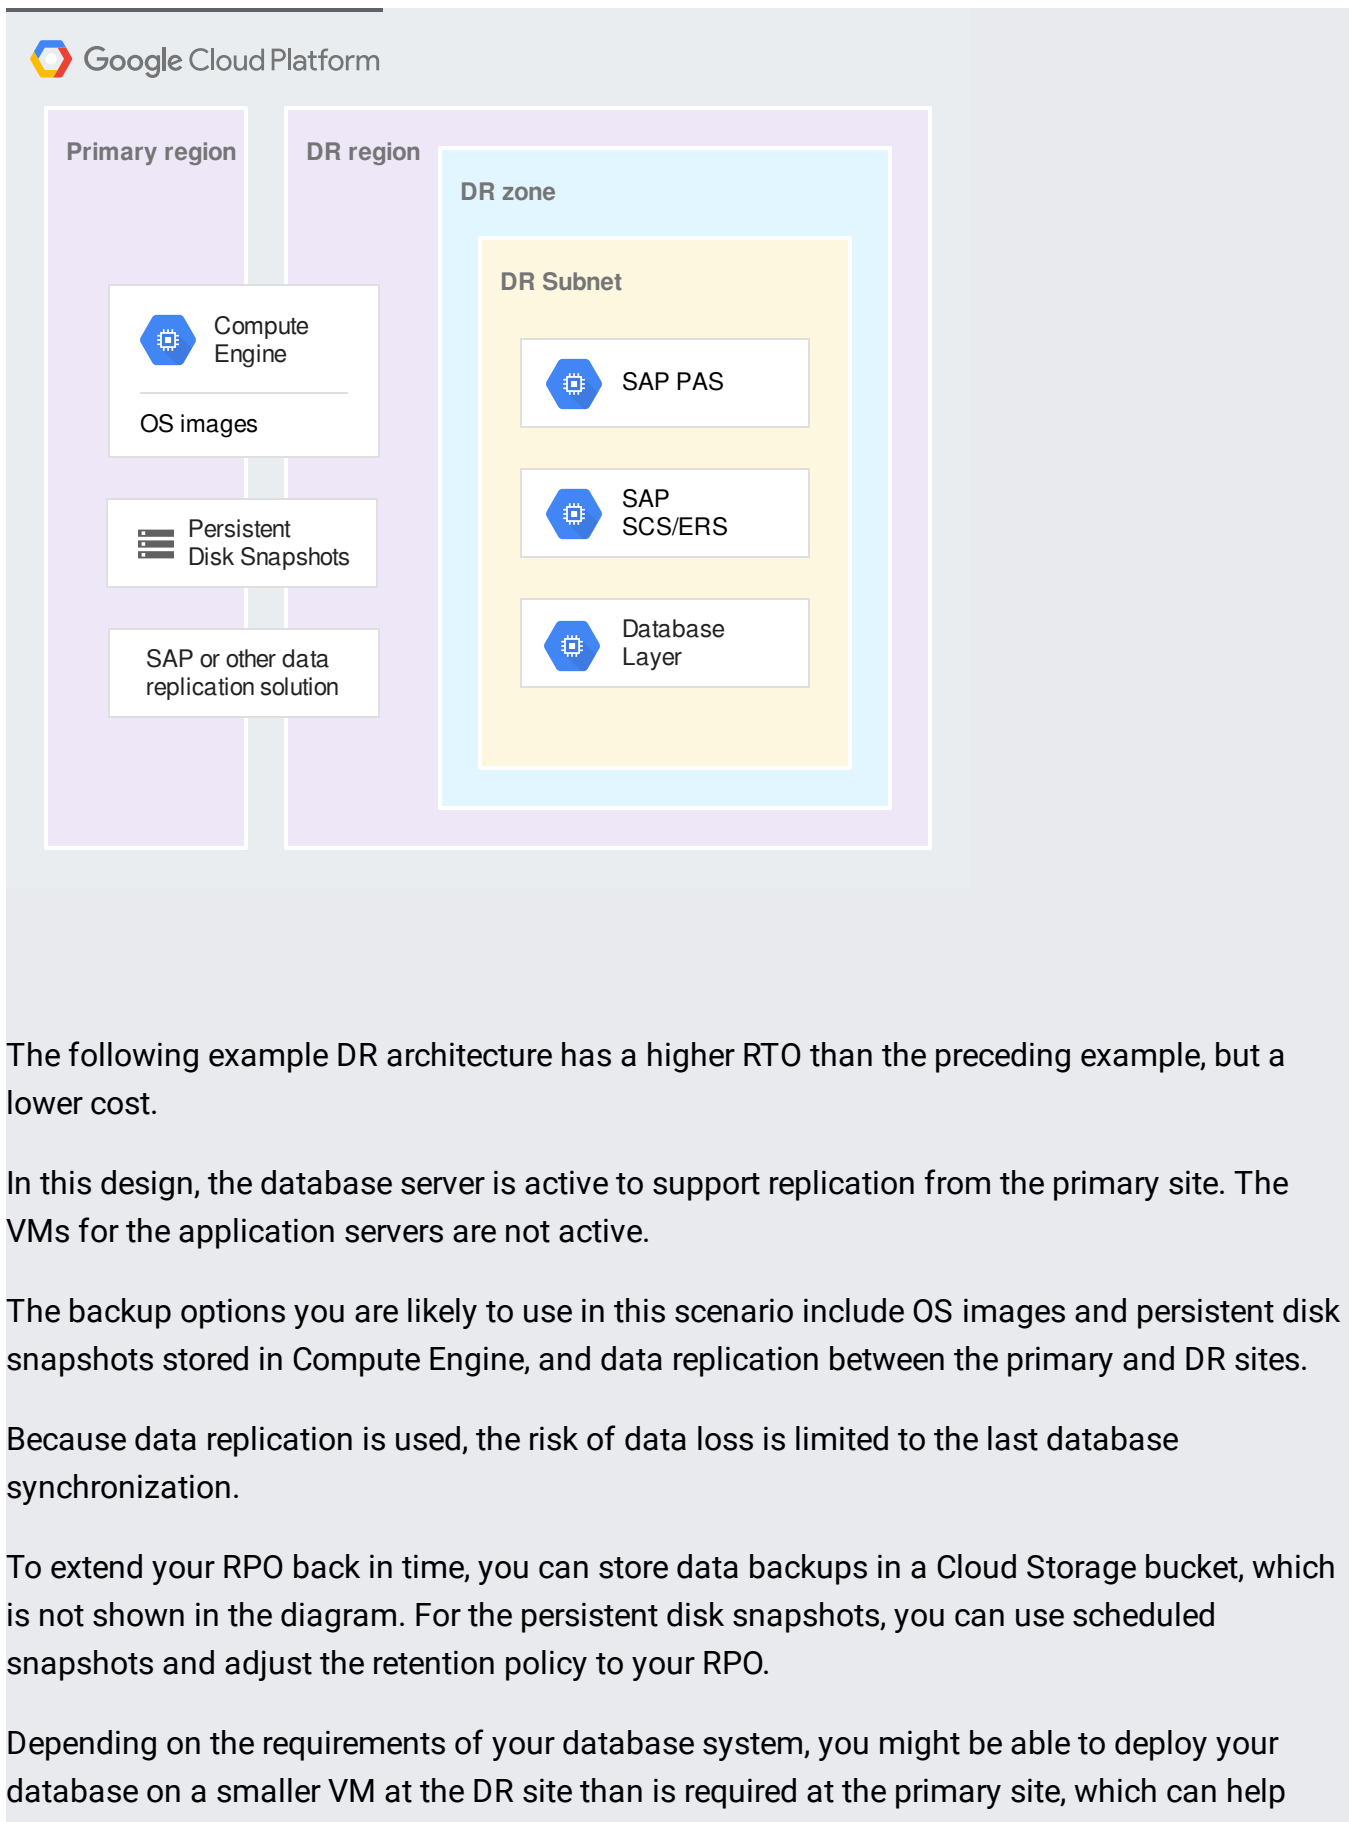 Google Cloud Platform
Primary region
DR region
DR zone
DR Subnet
Compute
Engine
OS images
Persistent
Disk Snapshots
SAP or other data
replication solution
SAP PAS
SAP
SCS/ERS
Database
Layer
The following example DR architecture has a higher RTO than the preceding example, but a
lower cost.
In this design, the database server is active to support replication from the primary site. The
VMs for the application servers are not active.
The backup options you are likely to use in this scenario include OS images and persistent disk
snapshots stored in Compute Engine, and data replication between the primary and DR sites.
Because data replication is used, the risk of data loss is limited to the last database
synchronization.
To extend your RPO back in time, you can store data backups in a Cloud Storage bucket, which
is not shown in the diagram. For the persistent disk snapshots, you can use scheduled
snapshots and adjust the retention policy to your RPO.
Depending on the requirements of your database system, you might be able to deploy your
database on a smaller VM at the DR site than is required at the primary site, which can help